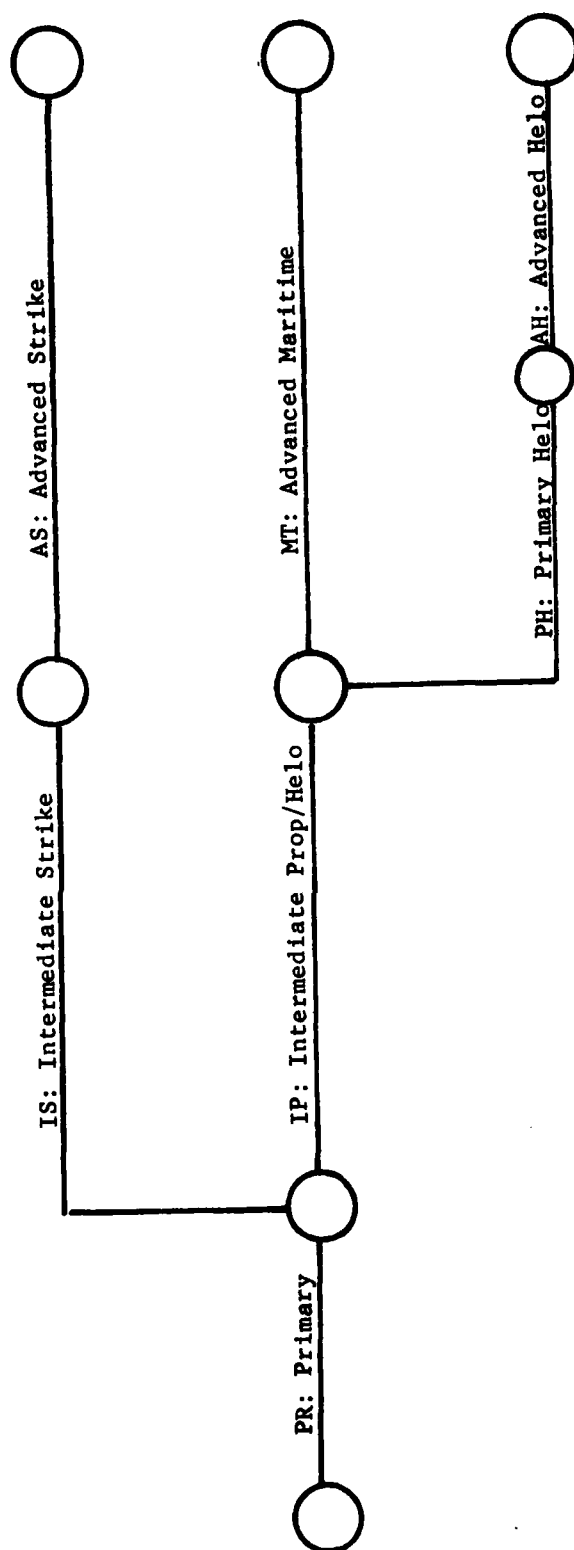 IS: Intermediate Strike
AS: Advanced Strike
PR: Primary
IP: Intermediate Prop/Helo
MT: Advanced Maritime
PH: Primary Helo
AH: Advanced Helo